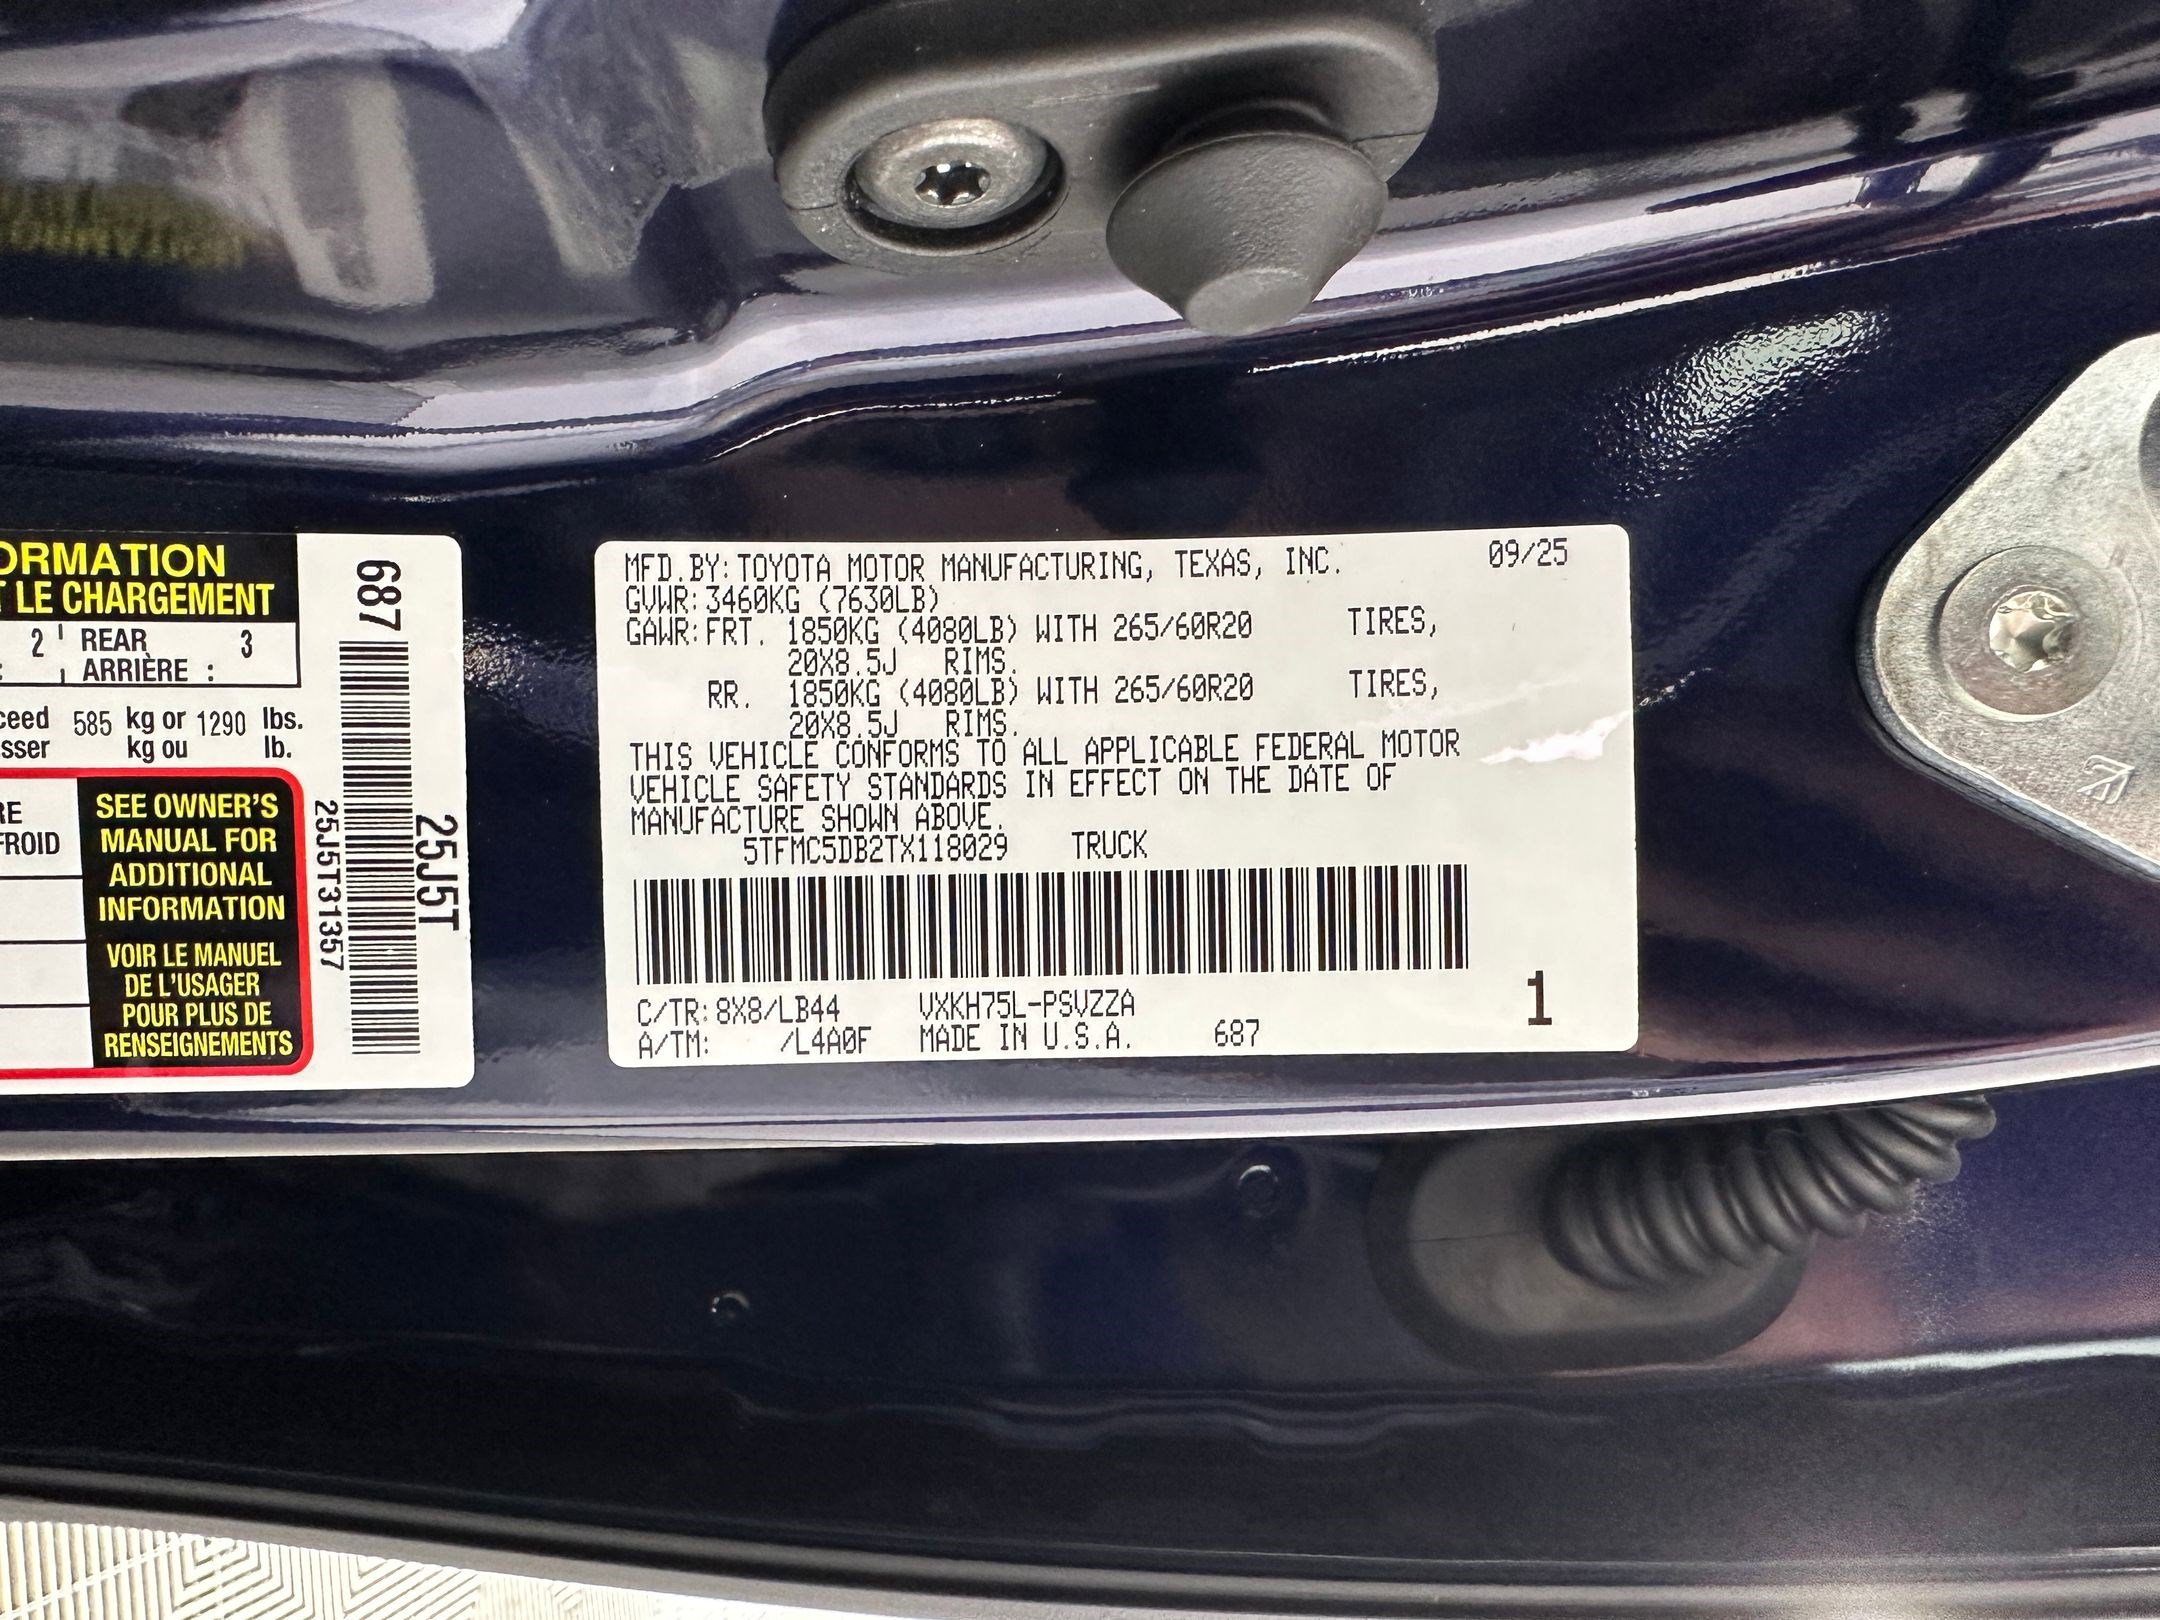 ORMATION
T LE CHARGEMENT
2 REAR 3
: ARRIÈRE :
ceed 585 kg or 1290 lbs.
sser kg ou lb.
RE
FROID
SEE OWNER'S
MANUAL FOR
ADDITIONAL
INFORMATION
VOIR LE MANUEL
DE L'USAGER
POUR PLUS DE
RENSEIGNEMENTS
687
25J5T31357
25J5T
MFD.BY:TOYOTA MOTOR MANUFACTURING, TEXAS, INC. 09/25
GVWR:3460KG (7630LB)
GAWR:FRT. 1850KG (4080LB) WITH 265/60R20 TIRES,
20X8.5J RIMS.
RR. 1850KG (4080LB) WITH 265/60R20 TIRES,
20X8.5J RIMS.
THIS VEHICLE CONFORMS TO ALL APPLICABLE FEDERAL MOTOR
VEHICLE SAFETY STANDARDS IN EFFECT ON THE DATE OF
MANUFACTURE SHOWN ABOVE.
5TFMC5DB2TX118029 TRUCK
C/TR:8X8/LB44 VXKH75L-PSVZZA
A/TM: /L4A0F MADE IN U.S.A. 687
1